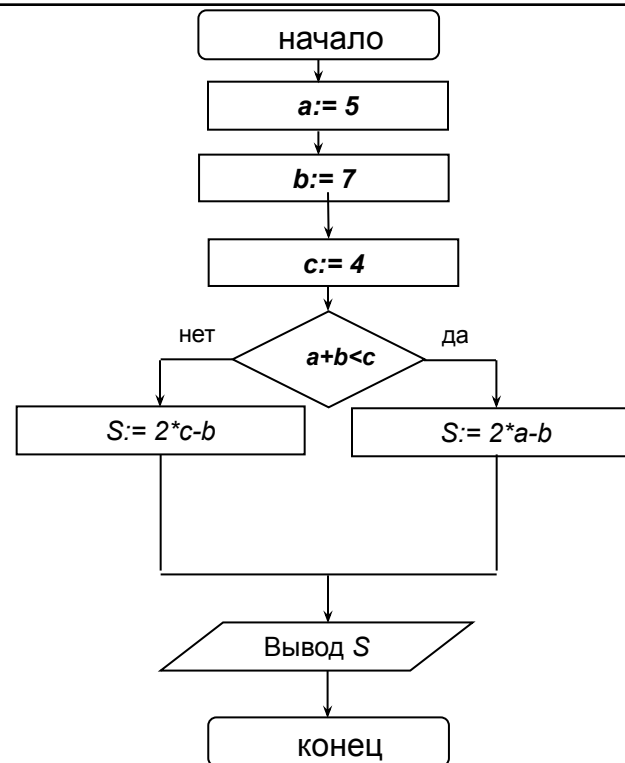 начало
a:= 5
b:= 7
c:= 4
нет
a+b<c
да
S:= 2*c-b
S:= 2*a-b
Вывод S
конец